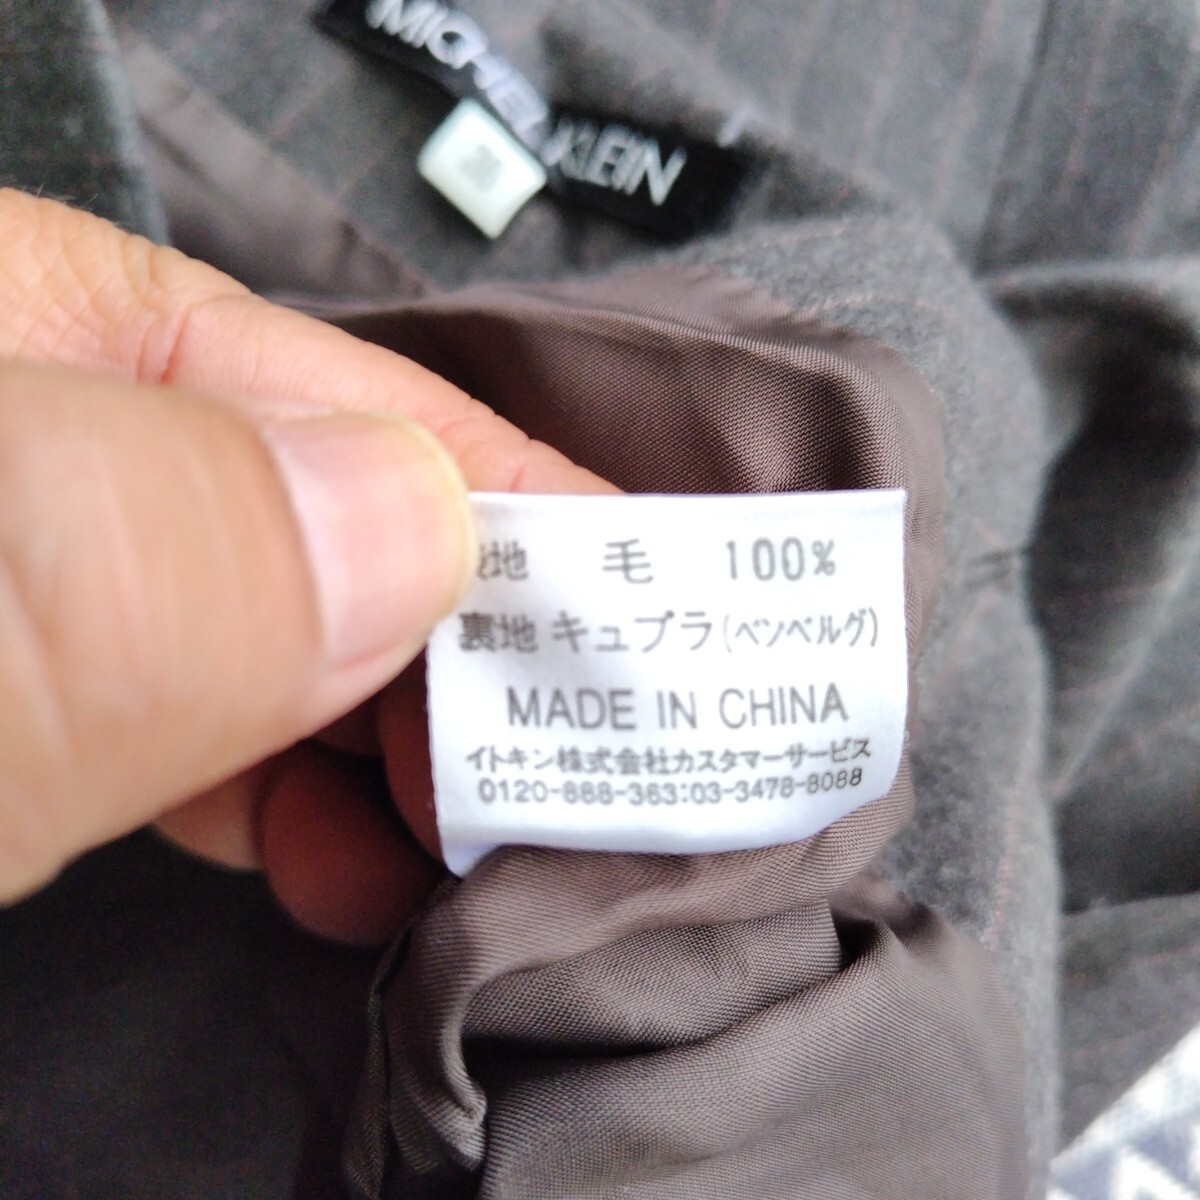 MICHEL KLEIN
地 毛 100%
裏地 キュプラ(ベンベルグ)
MADE IN CHINA
イトキン株式会社カスタマーサービス
0120-888-363:03-3478-8088